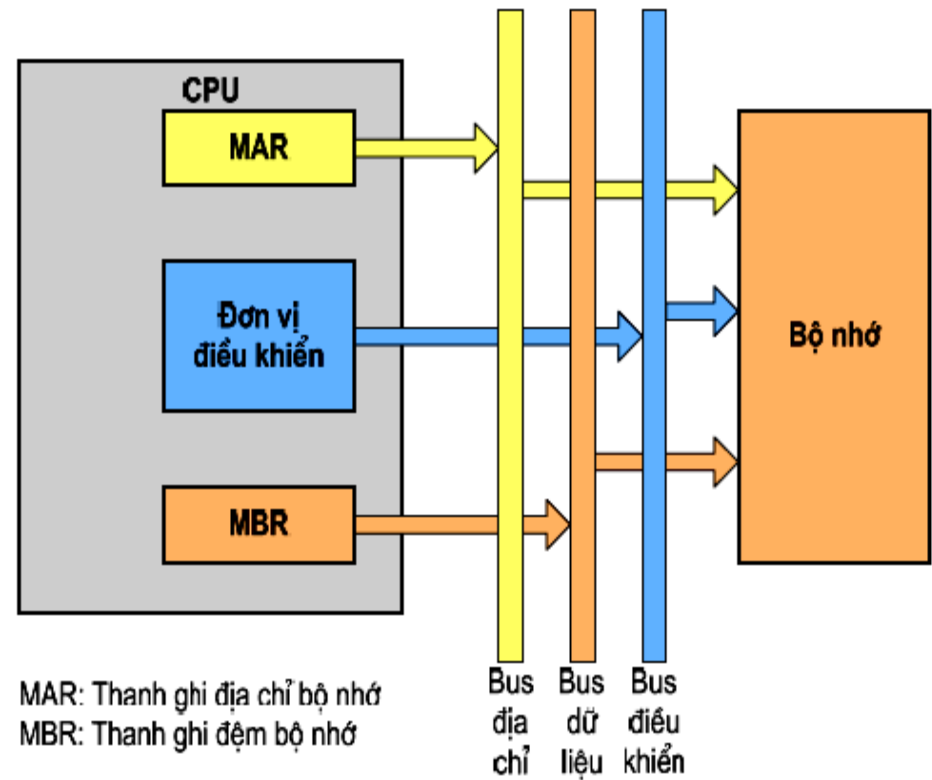 CPU
MAR
Đơn vị
điều khiển
MBR
Bộ nhớ
MAR: Thanh ghi địa chỉ bộ nhớ
MBR: Thanh ghi đệm bộ nhớ
Bus
địa
chỉ
Bus
dữ
liệu
Bus
điều
khiển